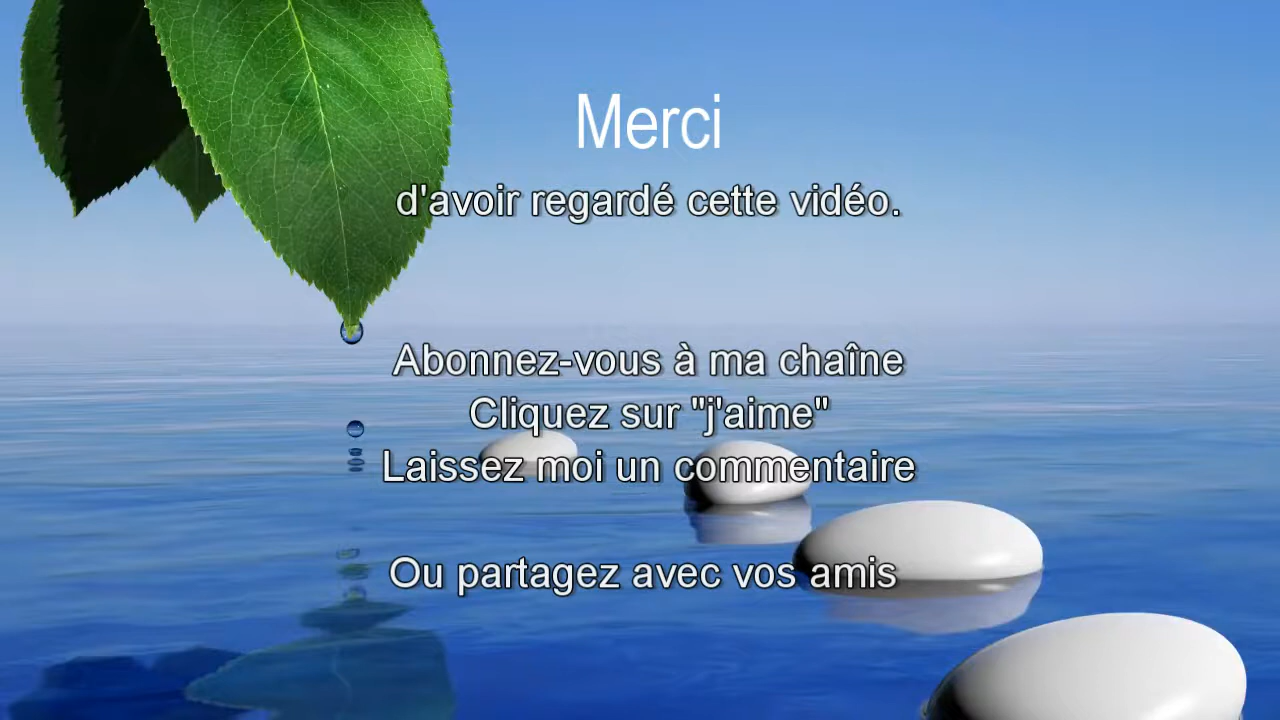 Merci
d'avoir regardé cette vidéo.
Abonnez-vous à ma chaîne
Cliquez sur "j'aime"
Laissez moi un commentaire
Ou partagez avec vos amis